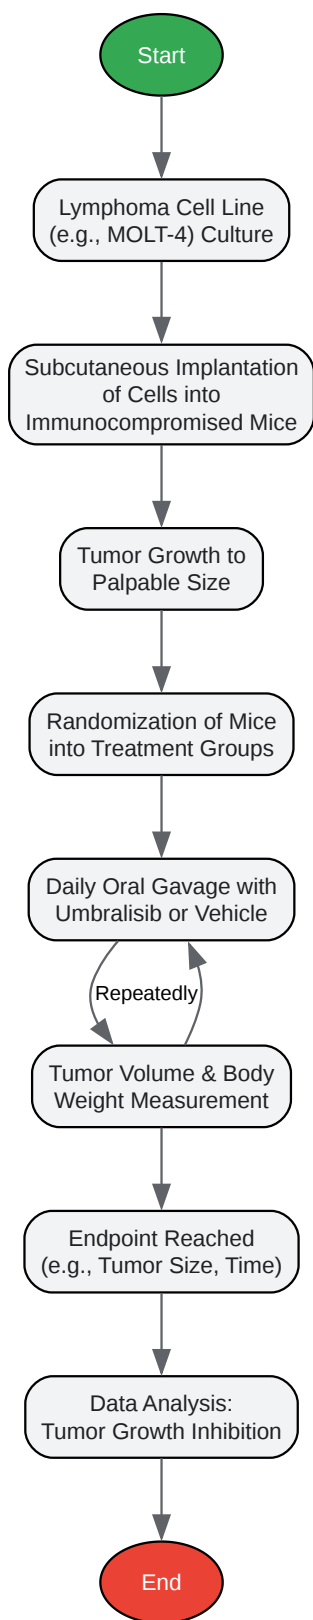 Start
Lymphoma Cell Line
(e.g., MOLT-4) Culture
Subcutaneous Implantation
of Cells into
Immunocompromised Mice
Tumor Growth to
Palpable Size
Randomization of Mice
into Treatment Groups
Daily Oral Gavage with
Umbralisib or Vehicle
Repeatedly
Tumor Volume & Body
Weight Measurement
Endpoint Reached
(e.g., Tumor Size, Time)
Data Analysis:
Tumor Growth Inhibition
End